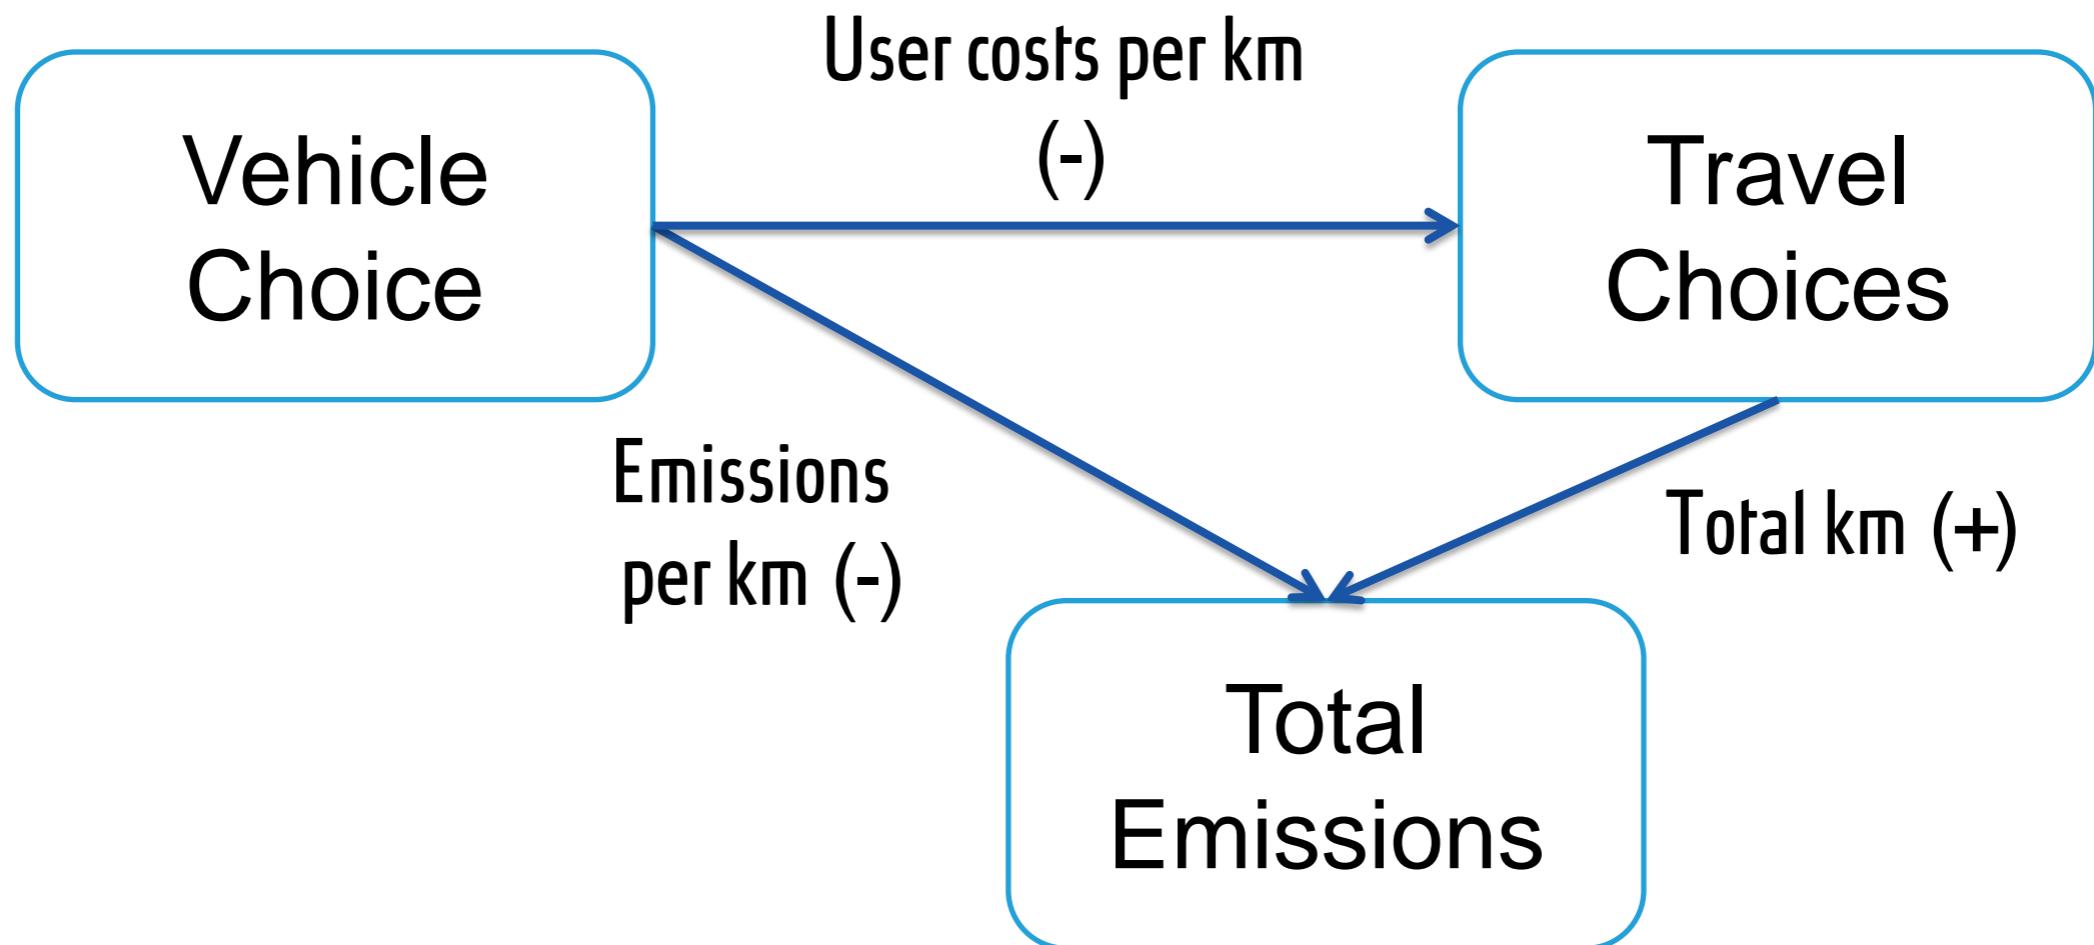 User costs per km
(-)
Vehicle
Choice
Travel
Choices
Emissions
per km (-)
Total km (+)
Total
Emissions